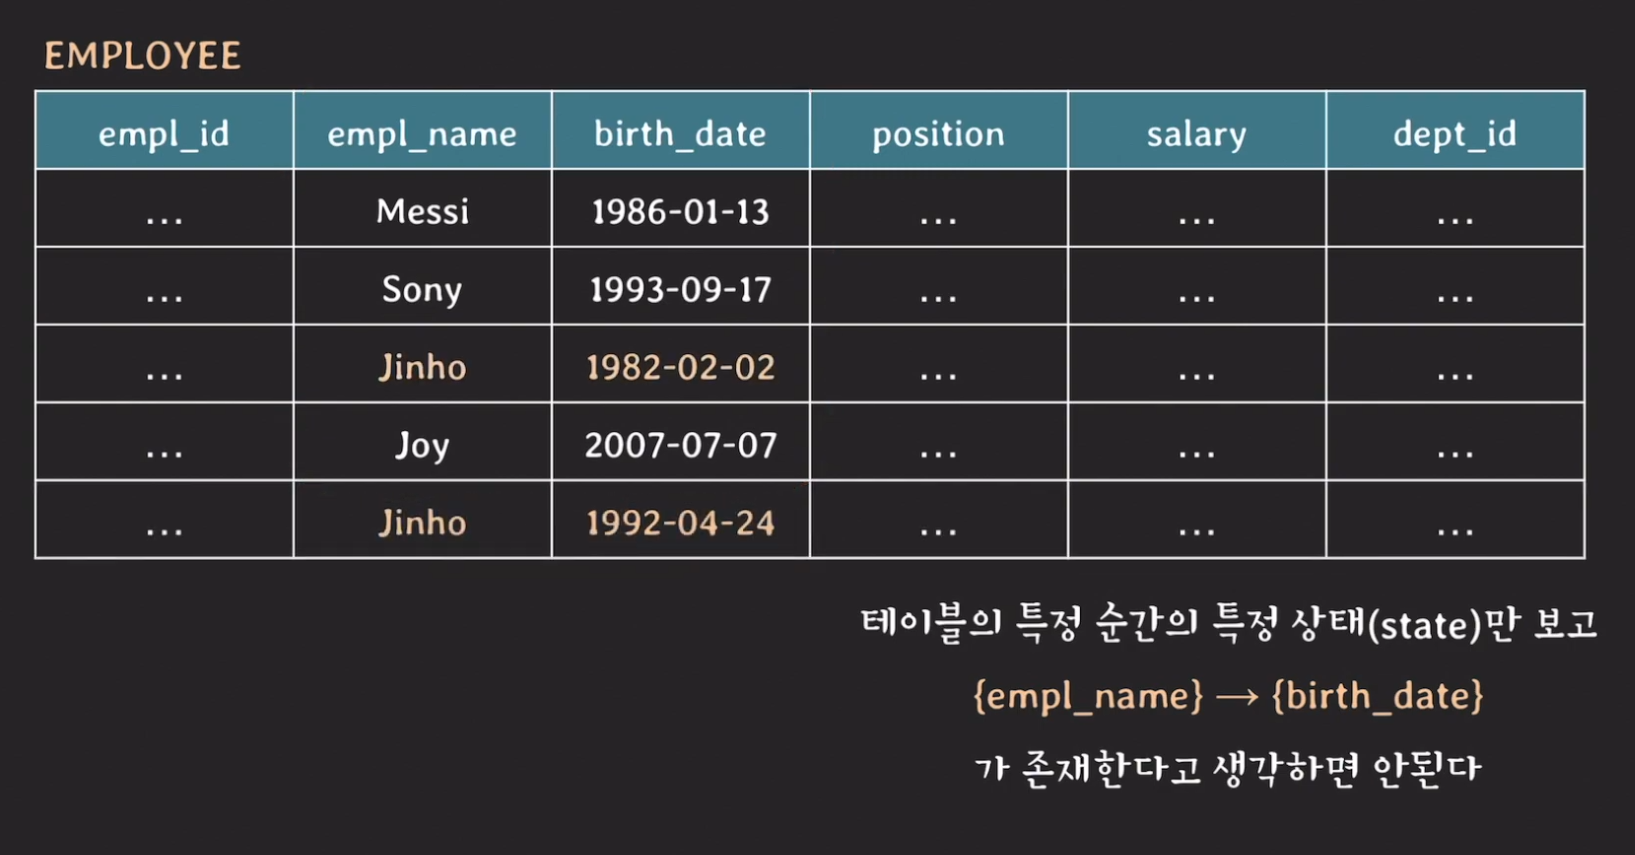 EMPLOYEE
empl_id empl_name birth_date position salary dept_id
... Messi 1986-01-13 ... ... ...
... Sony 1993-09-17 ... ... ...
... Jinho 1982-02-02 ... ... ...
... Joy 2007-07-07 ... ... ...
... Jinho 1992-04-24 ... ... ...
테이블의 특정 순간의 특정 상태(state)만 보고
{empl_name} → {birth_date}
가 존재한다고 생각하면 안된다